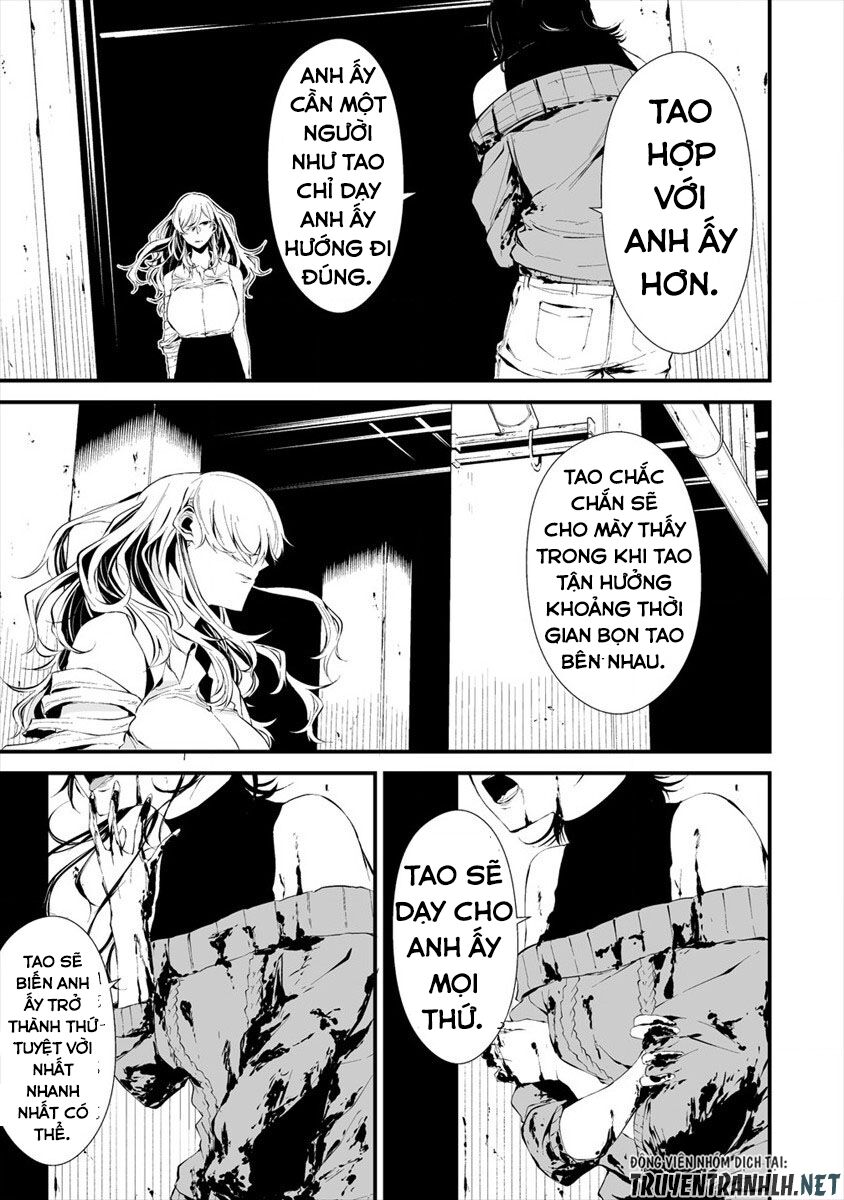 TAO
HỢP
VỚI
ANH ẤY
HƠN.
ANH ẤY
CẦN MỘT
NGƯỜI
NHƯ TAO
CHỈ DẠY
ANH ẤY
HƯỚNG ĐI
ĐÚNG.
TAO CHẮC
CHẮN SẼ
CHO MÀY THẤY
TRONG KHI TAO
TẬN HƯỞNG
KHOẢNG THỜI
GIAN BỌN TAO
BÊN NHAU.
TAO SẼ
DẠY CHO
ANH ẤY
MỌI
THỨ.
TAO SẼ
BIẾN ANH
ẤY TRỞ
THÀNH THỨ
TUYỆT VỜI
NHẤT
NHANH
NHẤT CÓ
THỂ.
ĐỘNG VIÊN NHÓM DỊCH TẠI:
TRUYENTRANHLH.NET